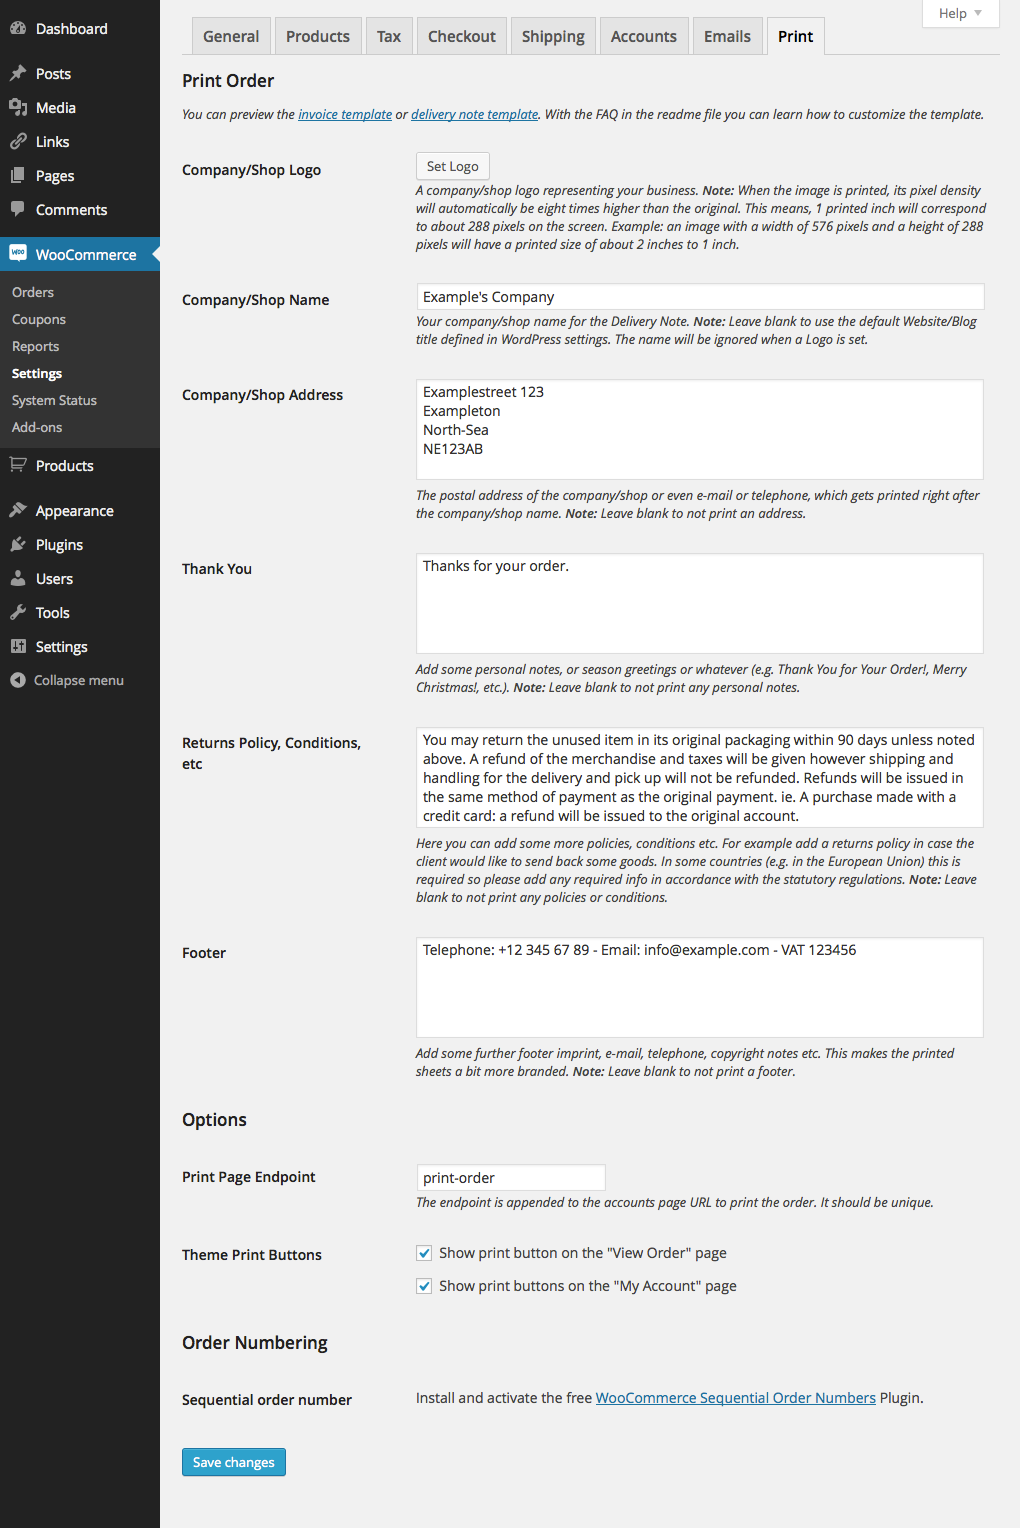 Dashboard
Posts
Media
Links
Pages
Comments
WOO WooCommerce
Orders
Coupons
Reports
Settings
System Status
Add-ons
Products
Appearance
Plugins
Users
Tools
Settings
Collapse menu
Help
General Products Tax Checkout Shipping Accounts Emails Print
Print Order
You can preview the invoice template or delivery note template. With the FAQ in the readme file you can learn how to customize the template.
Company/Shop Logo
Set Logo
A company/shop logo representing your business. Note: When the image is printed, its pixel density
will automatically be eight times higher than the original. This means, 1 printed inch will correspond
to about 288 pixels on the screen. Example: an image with a width of 576 pixels and a height of 288
pixels will have a printed size of about 2 inches to 1 inch.
Company/Shop Name
Example's Company
Your company/shop name for the Delivery Note. Note: Leave blank to use the default Website/Blog
title defined in WordPress settings. The name will be ignored when a Logo is set.
Company/Shop Address
Examplestreet 123
Exampleton
North-Sea
NE123AB
The postal address of the company/shop or even e-mail or telephone, which gets printed right after
the company/shop name. Note: Leave blank to not print an address.
Thank You
Thanks for your order.
Add some personal notes, or season greetings or whatever (e.g. Thank You for Your Order!, Merry
Christmas!, etc.). Note: Leave blank to not print any personal notes.
Returns Policy, Conditions,
etc
You may return the unused item in its original packaging within 90 days unless noted
above. A refund of the merchandise and taxes will be given however shipping and
handling for the delivery and pick up will not be refunded. Refunds will be issued in
the same method of payment as the original payment. ie. A purchase made with a
credit card: a refund will be issued to the original account.
Here you can add some more policies, conditions etc. For example add a returns policy in case the
client would like to send back some goods. In some countries (e.g. in the European Union) this is
required so please add any required info in accordance with the statutory regulations. Note: Leave
blank to not print any policies or conditions.
Footer
Telephone: +12 345 67 89 - Email: info@example.com - VAT 123456
Add some further footer imprint, e-mail, telephone, copyright notes etc. This makes the printed
sheets a bit more branded. Note: Leave blank to not print a footer.
Options
Print Page Endpoint
print-order
The endpoint is appended to the accounts page URL to print the order. It should be unique.
Theme Print Buttons
Show print button on the "View Order" page
Show print buttons on the "My Account" page
Order Numbering
Sequential order number
Install and activate the free WooCommerce Sequential Order Numbers Plugin.
Save changes